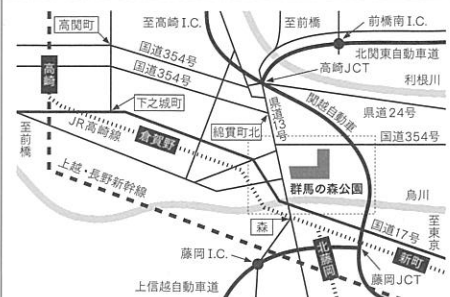 高関町
至高崎I.C.
至前橋
前橋南I.C.
国道354号
北関東自動車道
高崎
国道354号
高崎JCT
利根川
下之城町
県道13号
関越自動車
県道24号
綿貫町北
国道354号
至前橋
JR高崎線
倉賀野
群馬の森公園
上越・長野新幹線
烏川
森
国道17号
至東京
北藤岡
新町
藤岡I.C.
藤岡JCT
上信越自動車道